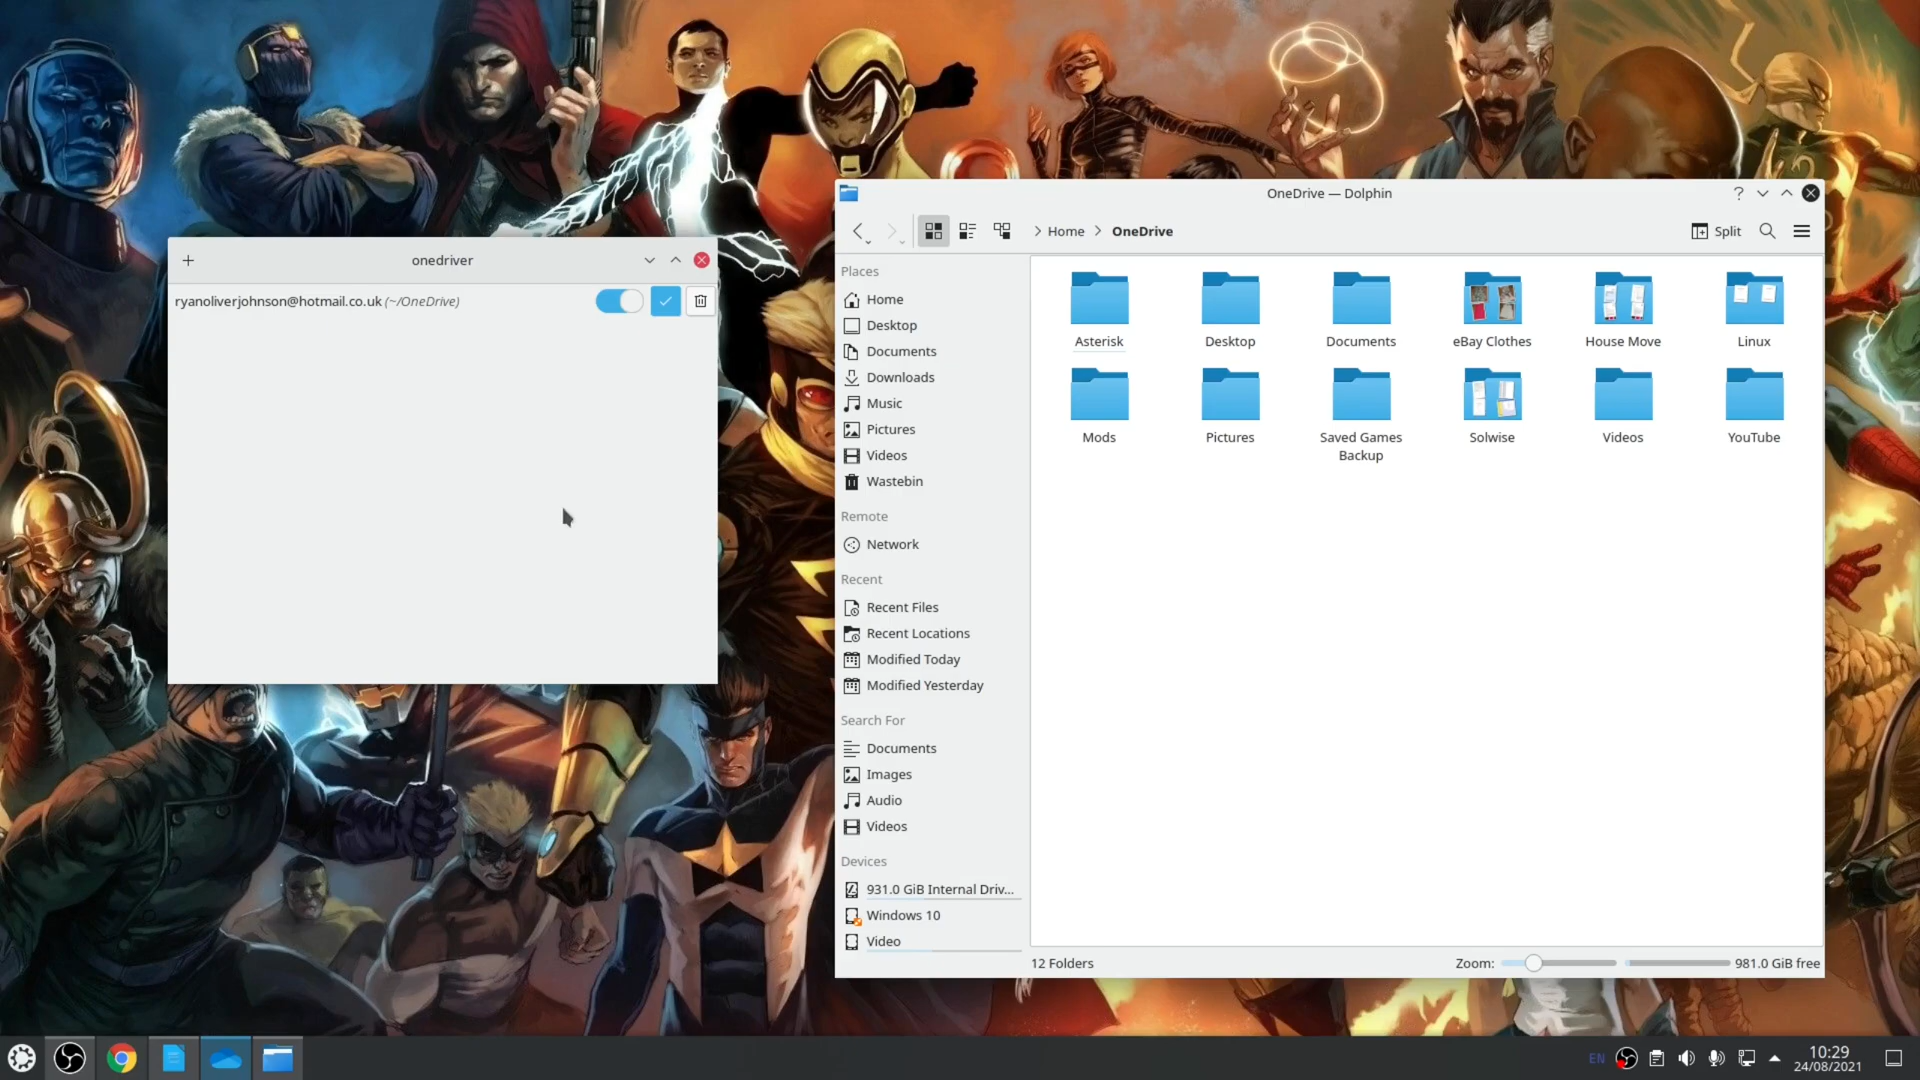 onedriver
ryanoliverjohnson@hotmail.co.uk (~/OneDrive)
OneDrive — Dolphin
Home
OneDrive
Split
Places
Home
Desktop
Documents
Downloads
Music
Pictures
Videos
Wastebin
Remote
Network
Recent
Recent Files
Recent Locations
Modified Today
Modified Yesterday
Search For
Documents
Images
Audio
Videos
Devices
931.0 GiB Internal Driv...
Windows 10
Video
Asterisk
Desktop
Documents
eBay Clothes
House Move
Linux
Mods
Pictures
Saved Games
Backup
Solwise
Videos
YouTube
12 Folders
Zoom:
981.0 GiB free
EN
10:29
24/08/2021